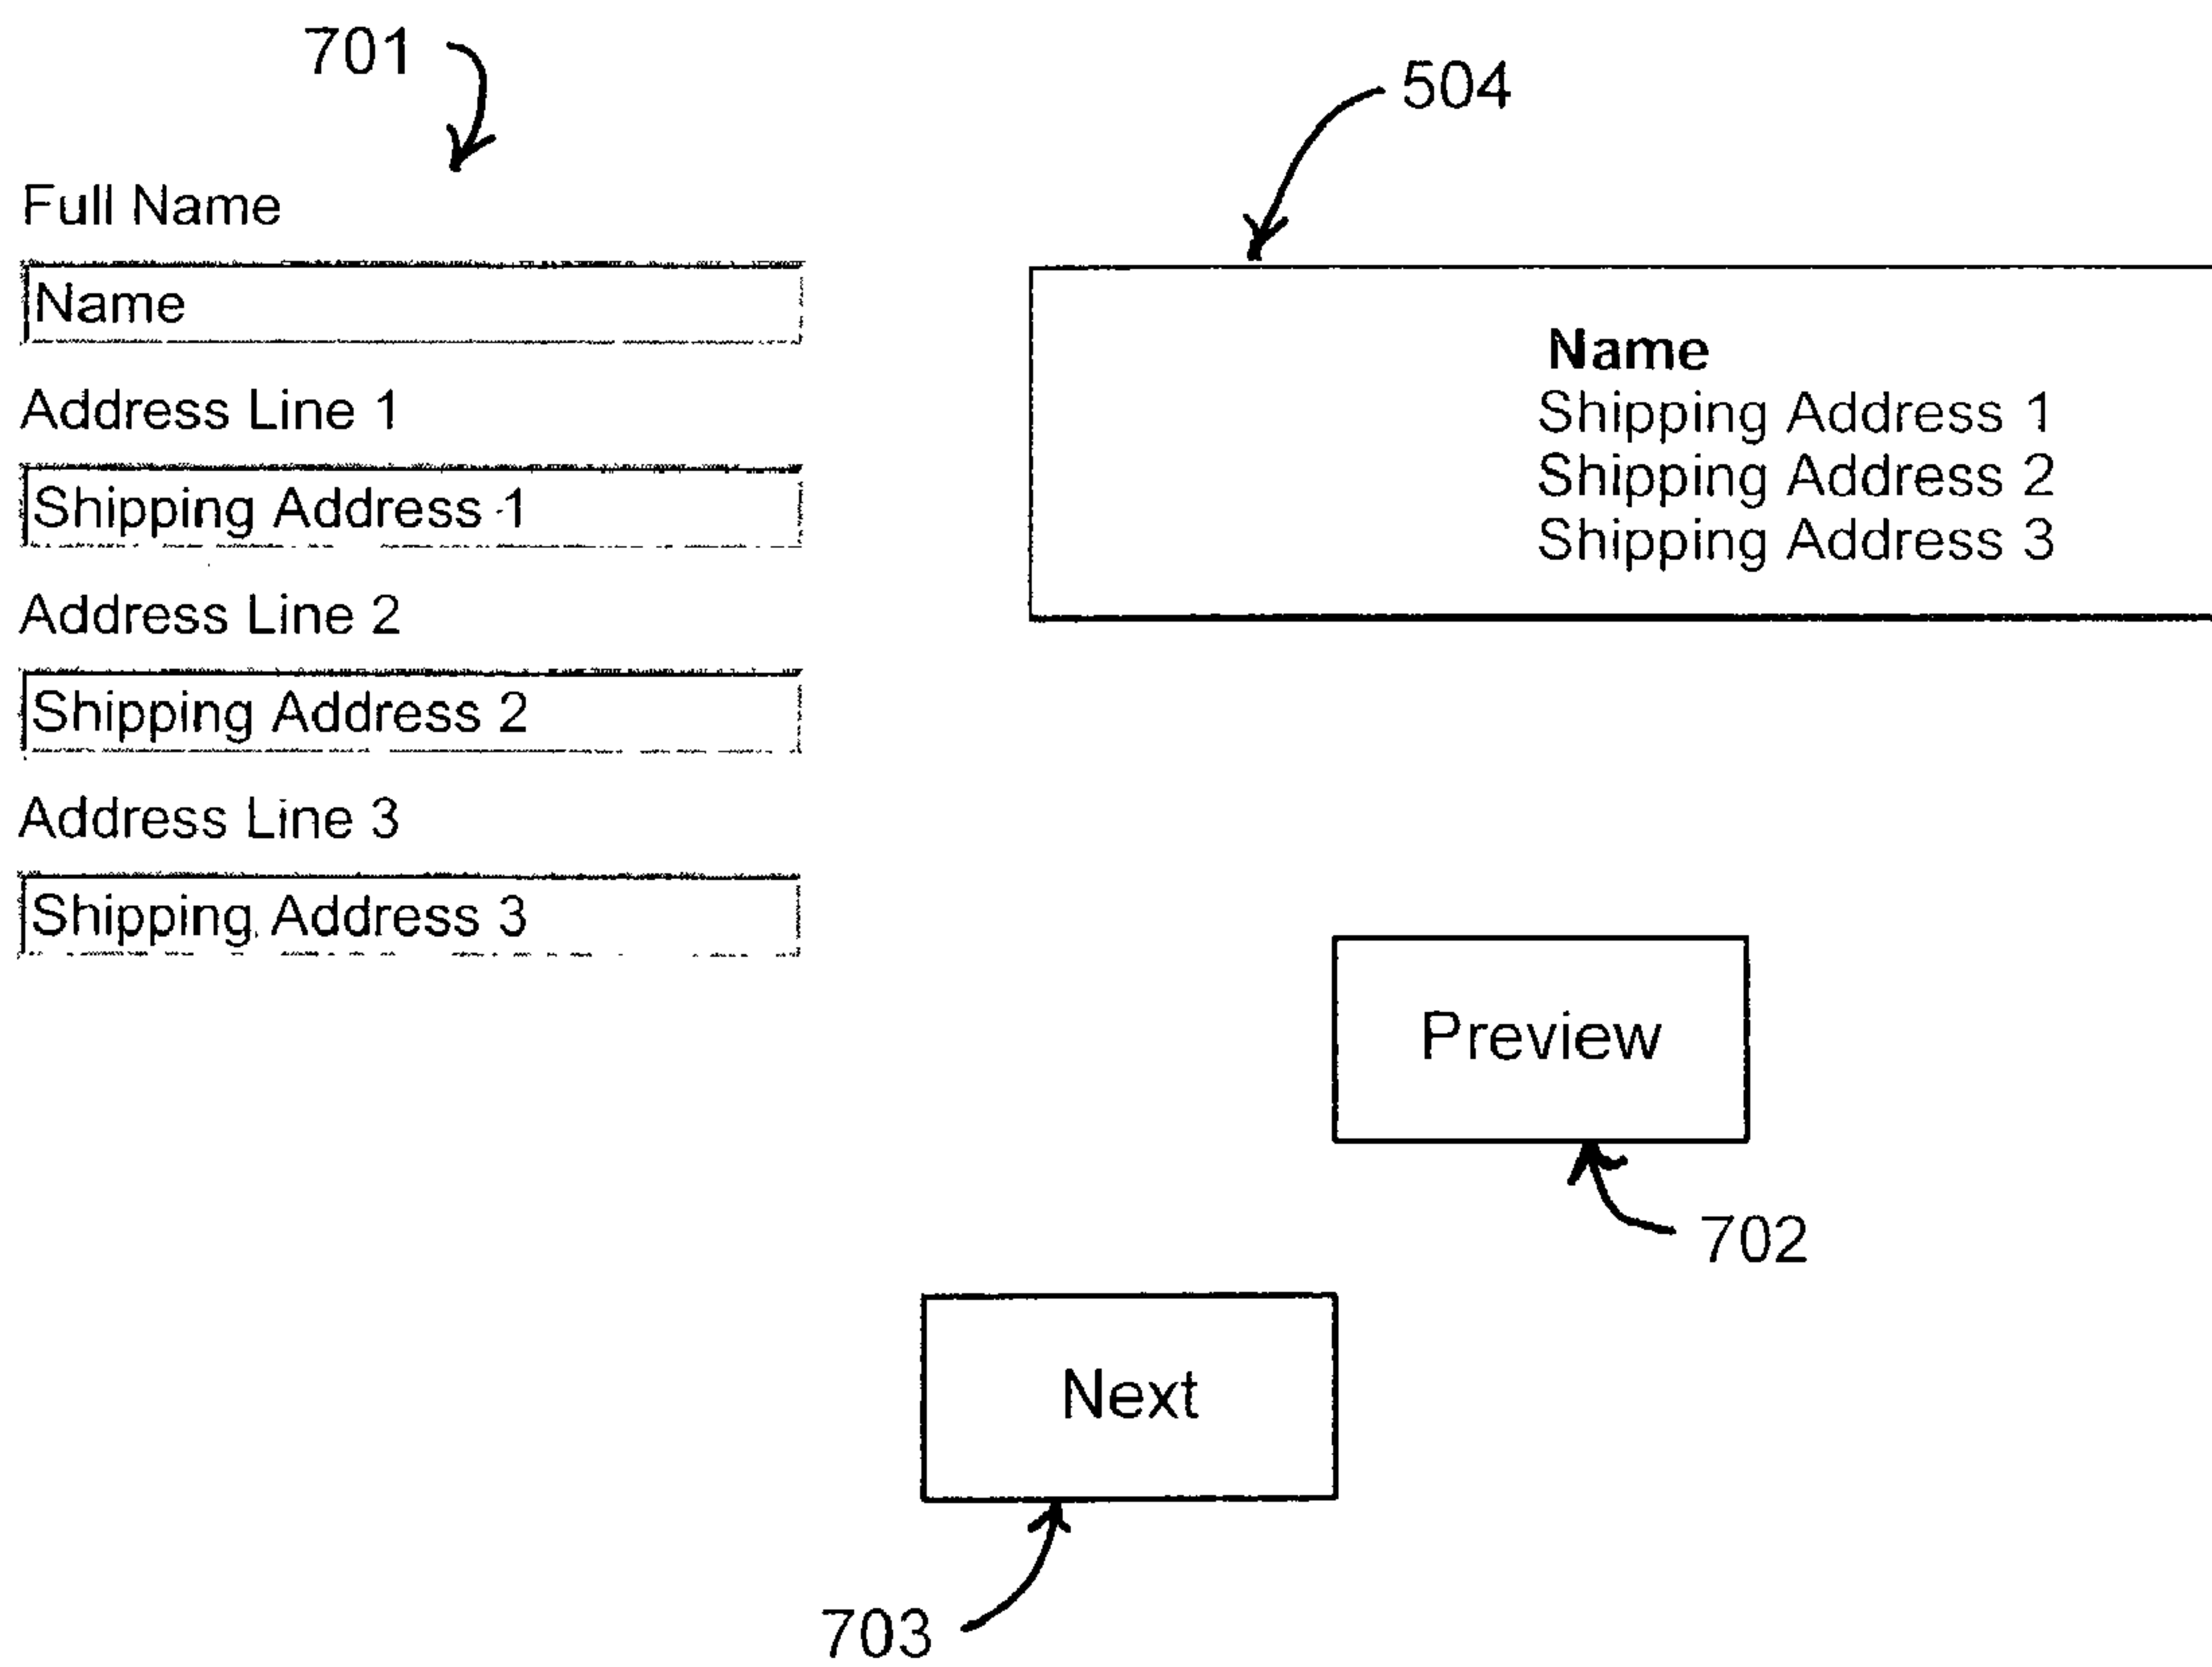 701
504
Full Name
Name
Address Line 1
Shipping Address 1
Address Line 2
Shipping Address 2
Address Line 3
Shipping Address 3
Name
Shipping Address 1
Shipping Address 2
Shipping Address 3
Preview
702
Next
703